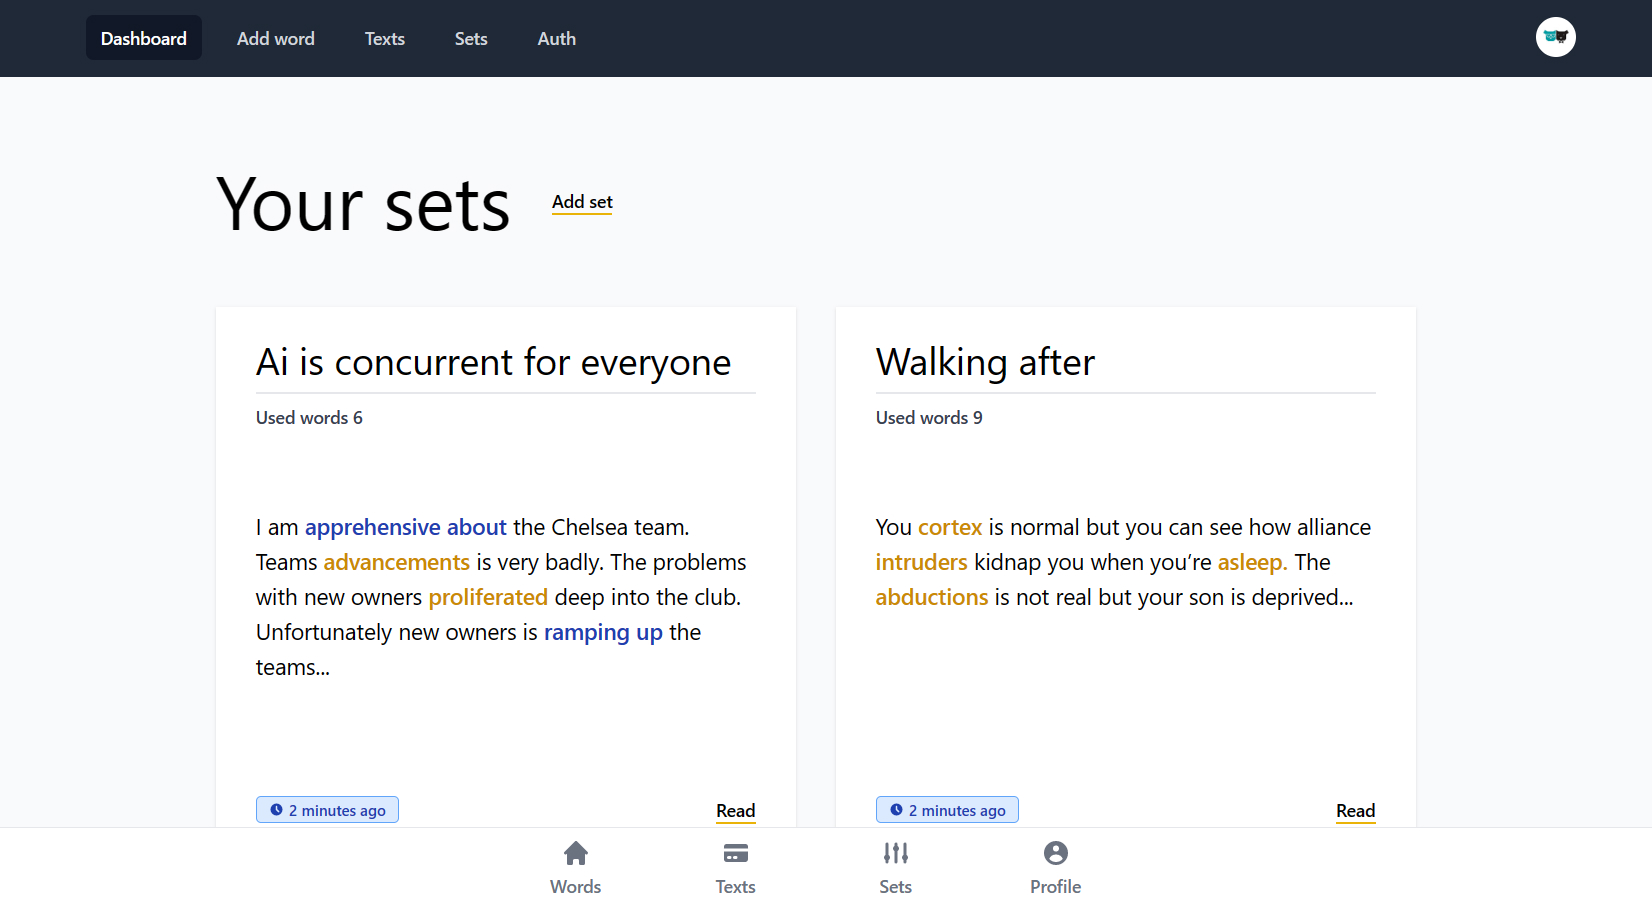 Dashboard Add word Texts Sets Auth
Your sets Add set
Ai is concurrent for everyone
Used words 6
I am apprehensive about the Chelsea team.
Teams advancements is very badly. The problems
with new owners proliferated deep into the club.
Unfortunately new owners is ramping up the
teams...
2 minutes ago Read
Walking after
Used words 9
You cortex is normal but you can see how alliance
intruders kidnap you when you’re asleep. The
abductions is not real but your son is deprived...
2 minutes ago Read
Words Texts Sets Profile